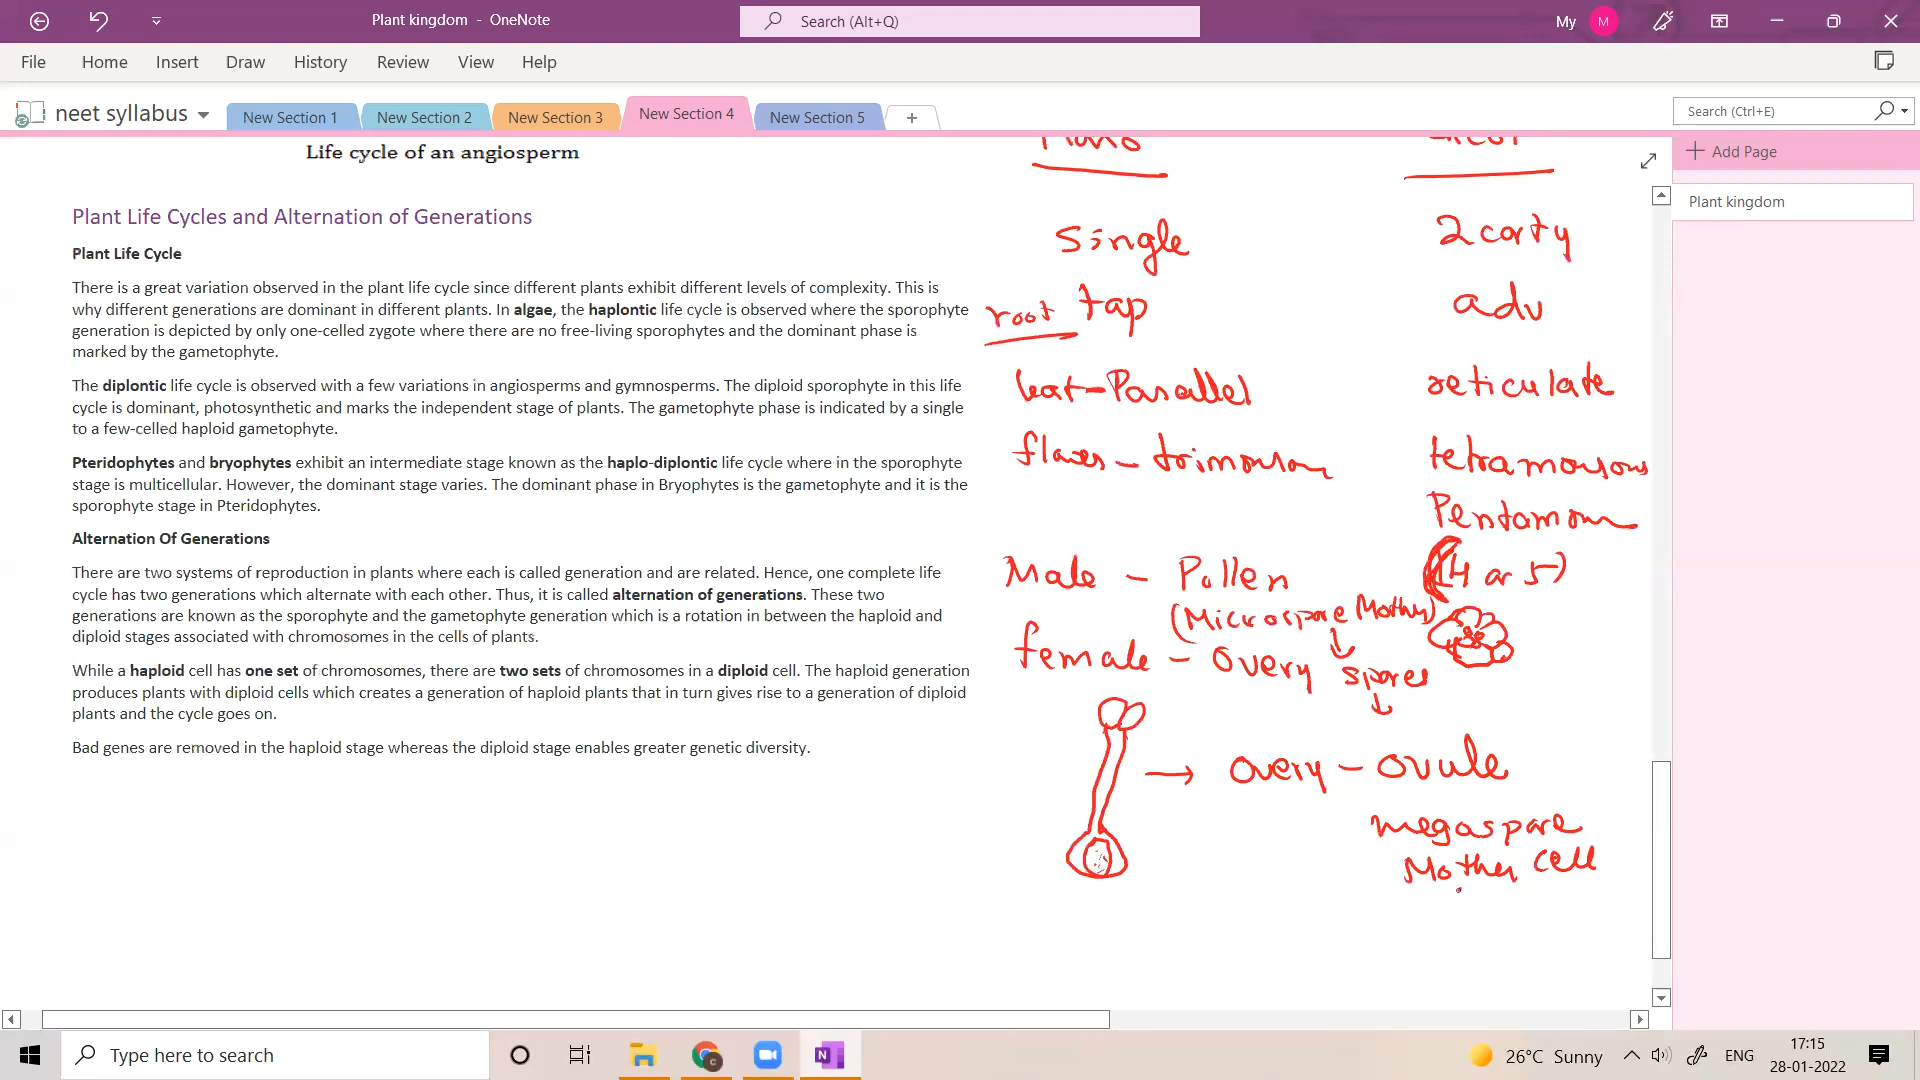 Plant kingdom - OneNote
Search (Alt+Q)
My M
File Home Insert Draw History Review View Help
neet syllabus
New Section 1 New Section 2 New Section 3 New Section 4 New Section 5 +
Search (Ctrl+E)
Add Page
Plant kingdom
Life cycle of an angiosperm
Plant Life Cycles and Alternation of Generations
Plant Life Cycle
There is a great variation observed in the plant life cycle since different plants exhibit different levels of complexity. This is
why different generations are dominant in different plants. In algae, the haplontic life cycle is observed where the sporophyte
generation is depicted by only one-celled zygote where there are no free-living sporophytes and the dominant phase is
marked by the gametophyte.
The diplontic life cycle is observed with a few variations in angiosperms and gymnosperms. The diploid sporophyte in this life
cycle is dominant, photosynthetic and marks the independent stage of plants. The gametophyte phase is indicated by a single
to a few-celled haploid gametophyte.
Pteridophytes and bryophytes exhibit an intermediate stage known as the haplo-diplontic life cycle where in the sporophyte
stage is multicellular. However, the dominant stage varies. The dominant phase in Bryophytes is the gametophyte and it is the
sporophyte stage in Pteridophytes.
Alternation Of Generations
There are two systems of reproduction in plants where each is called generation and are related. Hence, one complete life
cycle has two generations which alternate with each other. Thus, it is called alternation of generations. These two
generations are known as the sporophyte and the gametophyte generation which is a rotation in between the haploid and
diploid stages associated with chromosomes in the cells of plants.
While a haploid cell has one set of chromosomes, there are two sets of chromosomes in a diploid cell. The haploid generation
produces plants with diploid cells which creates a generation of haploid plants that in turn gives rise to a generation of diploid
plants and the cycle goes on.
Bad genes are removed in the haploid stage whereas the diploid stage enables greater genetic diversity.
single 2 coty
root tap adv
leaf - Parallel reticulate
trimourous tetramourous
(4 or 5)
Male - Pollen
(Microspore Mother)
female - overy spores
→ overy - ovule
megaspore
Mother cell
Type here to search
26°C Sunny
ENG
17:15
28-01-2022